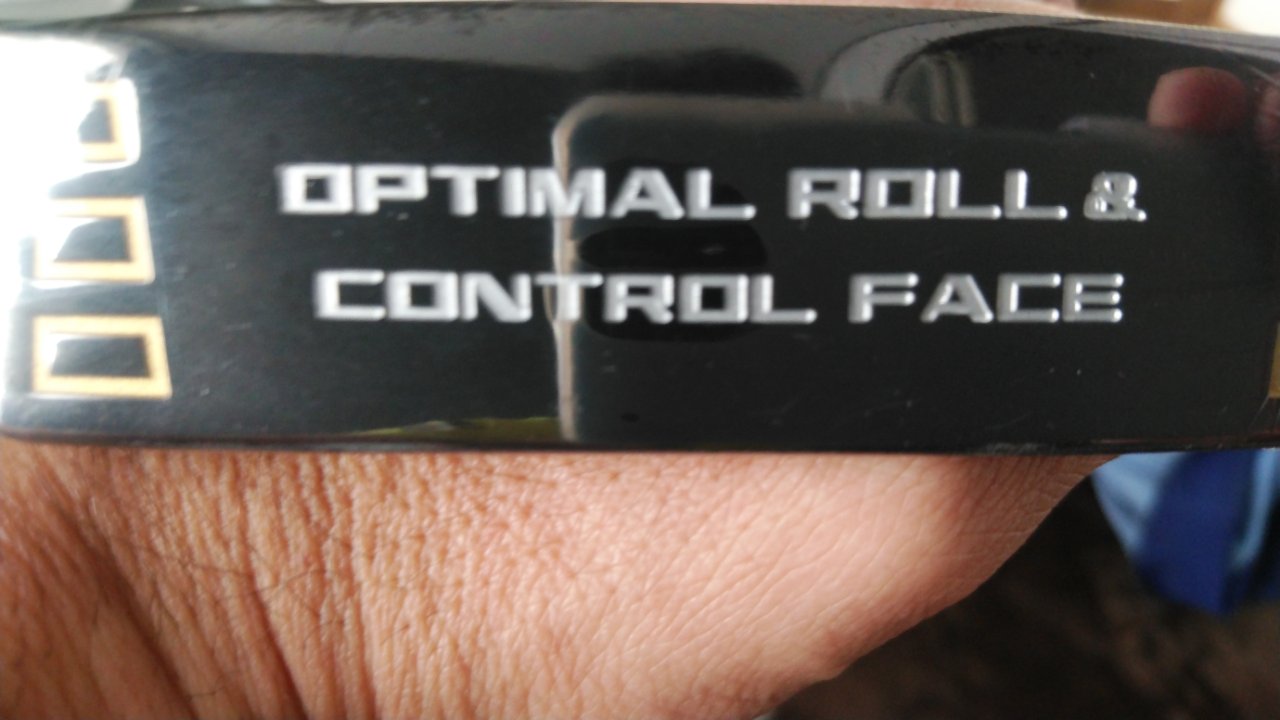 OPTIMAL ROLL &
CONTROL FACE